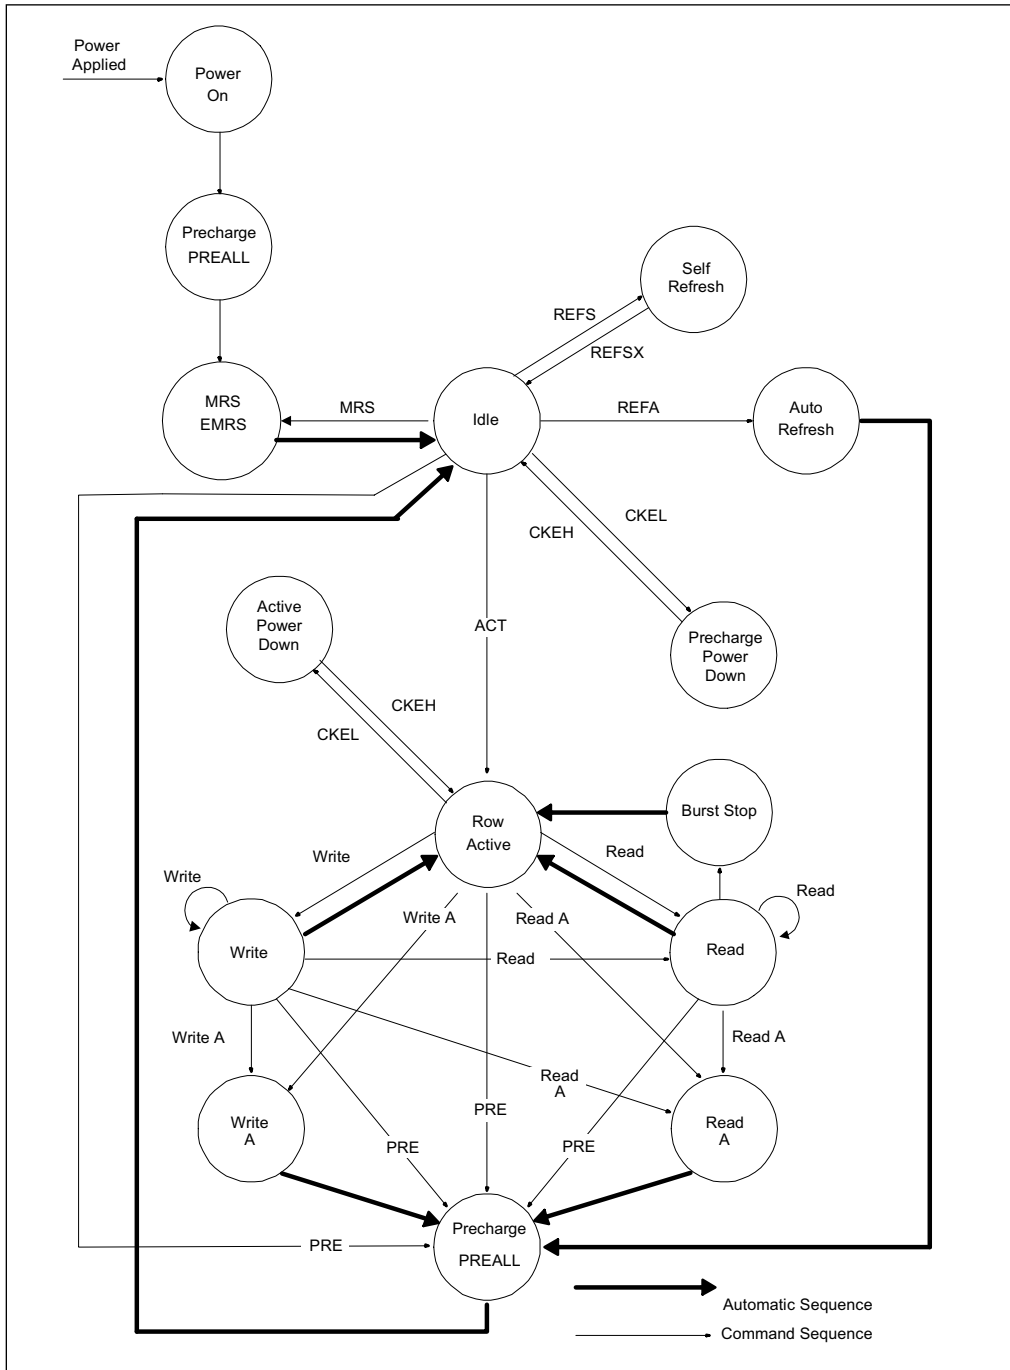 Power
Applied
Power
On
Precharge
PREALL
Self
Refresh
REFS
REFSX
MRS
EMRS
MRS
Idle
REFA
Auto
Refresh
CKEL
CKEH
Active
Power
Down
ACT
Precharge
Power
Down
CKEH
CKEL
Burst Stop
Row
Active
Write
Read
Write
Read
Write A
Read A
Write
Read
Read
Write A
Read A
Read
A
Write
A
PRE
Read
A
PRE
PRE
Precharge
PREALL
PRE
Automatic Sequence
Command Sequence